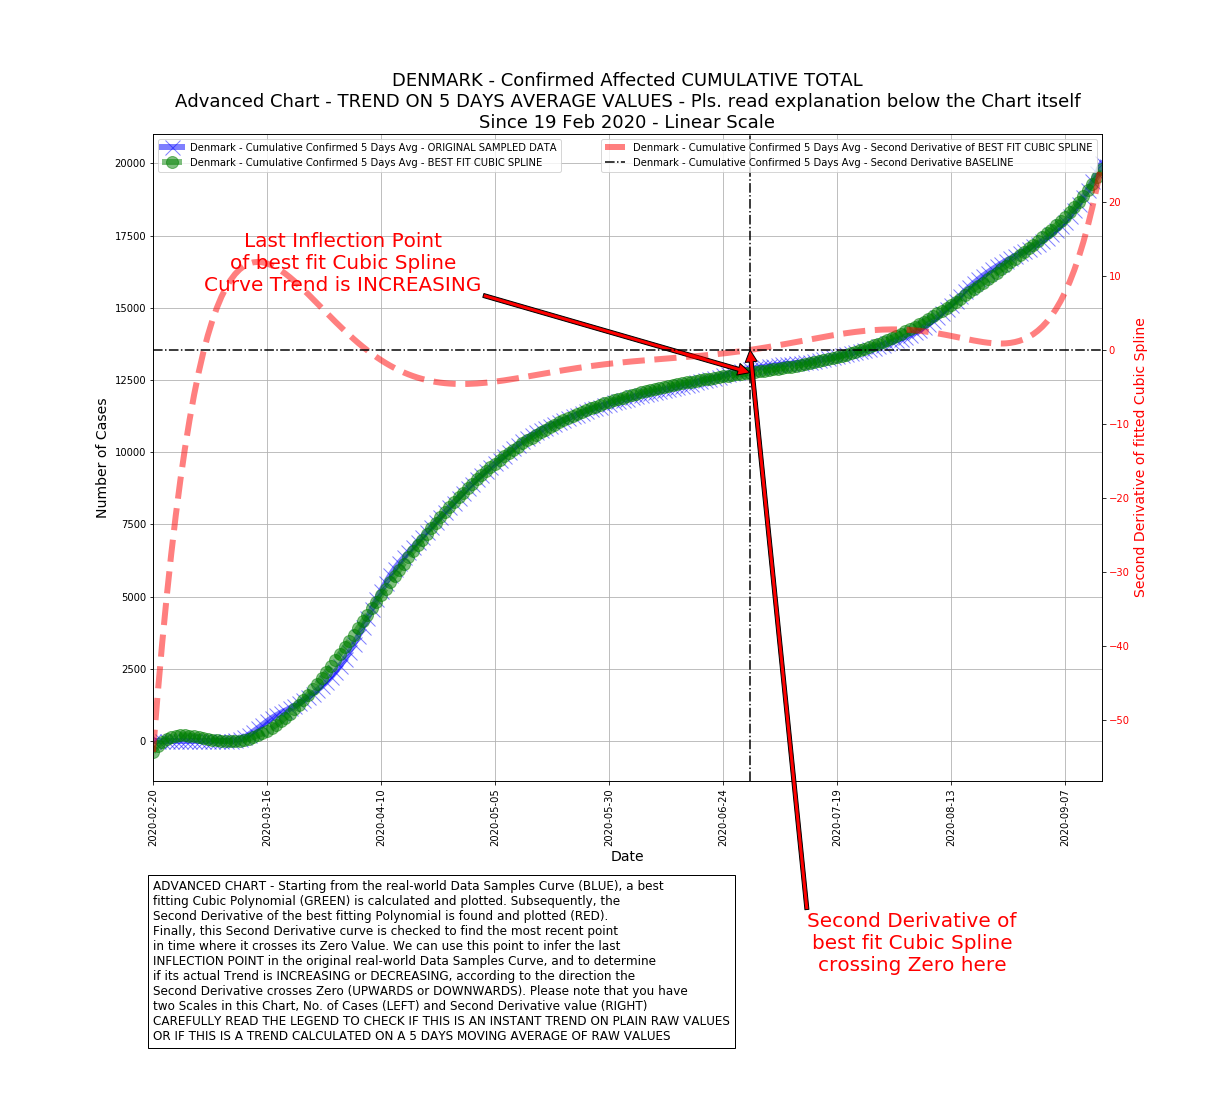 DENMARK - Confirmed Affected CUMULATIVE TOTAL
Advanced Chart - TREND ON 5 DAYS AVERAGE VALUES - Pls. read explanation below the Chart itself
Since 19 Feb 2020 - Linear Scale
Denmark - Cumulative Confirmed 5 Days Avg - ORIGINAL SAMPLED DATA
Denmark - Cumulative Confirmed 5 Days Avg - BEST FIT CUBIC SPLINE
Denmark - Cumulative Confirmed 5 Days Avg - Second Derivative of BEST FIT CUBIC SPLINE
Denmark - Cumulative Confirmed 5 Days Avg - Second Derivative BASELINE
Last Inflection Point
of best fit Cubic Spline
Curve Trend is INCREASING
Number of Cases
20000
17500
15000
12500
10000
7500
5000
2500
0
20
10
0
−10
−20
−30
−40
−50
Second Derivative of fitted Cubic Spline
2020-02-20
2020-03-16
2020-04-10
2020-05-05
2020-05-30
2020-06-24
2020-07-19
2020-08-13
2020-09-07
Date
Second Derivative of
best fit Cubic Spline
crossing Zero here
ADVANCED CHART - Starting from the real-world Data Samples Curve (BLUE), a best
fitting Cubic Polynomial (GREEN) is calculated and plotted. Subsequently, the
Second Derivative of the best fitting Polynomial is found and plotted (RED).
Finally, this Second Derivative curve is checked to find the most recent point
in time where it crosses its Zero Value. We can use this point to infer the last
INFLECTION POINT in the original real-world Data Samples Curve, and to determine
if its actual Trend is INCREASING or DECREASING, according to the direction the
Second Derivative crosses Zero (UPWARDS or DOWNWARDS). Please note that you have
two Scales in this Chart, No. of Cases (LEFT) and Second Derivative value (RIGHT)
CAREFULLY READ THE LEGEND TO CHECK IF THIS IS AN INSTANT TREND ON PLAIN RAW VALUES
OR IF THIS IS A TREND CALCULATED ON A 5 DAYS MOVING AVERAGE OF RAW VALUES